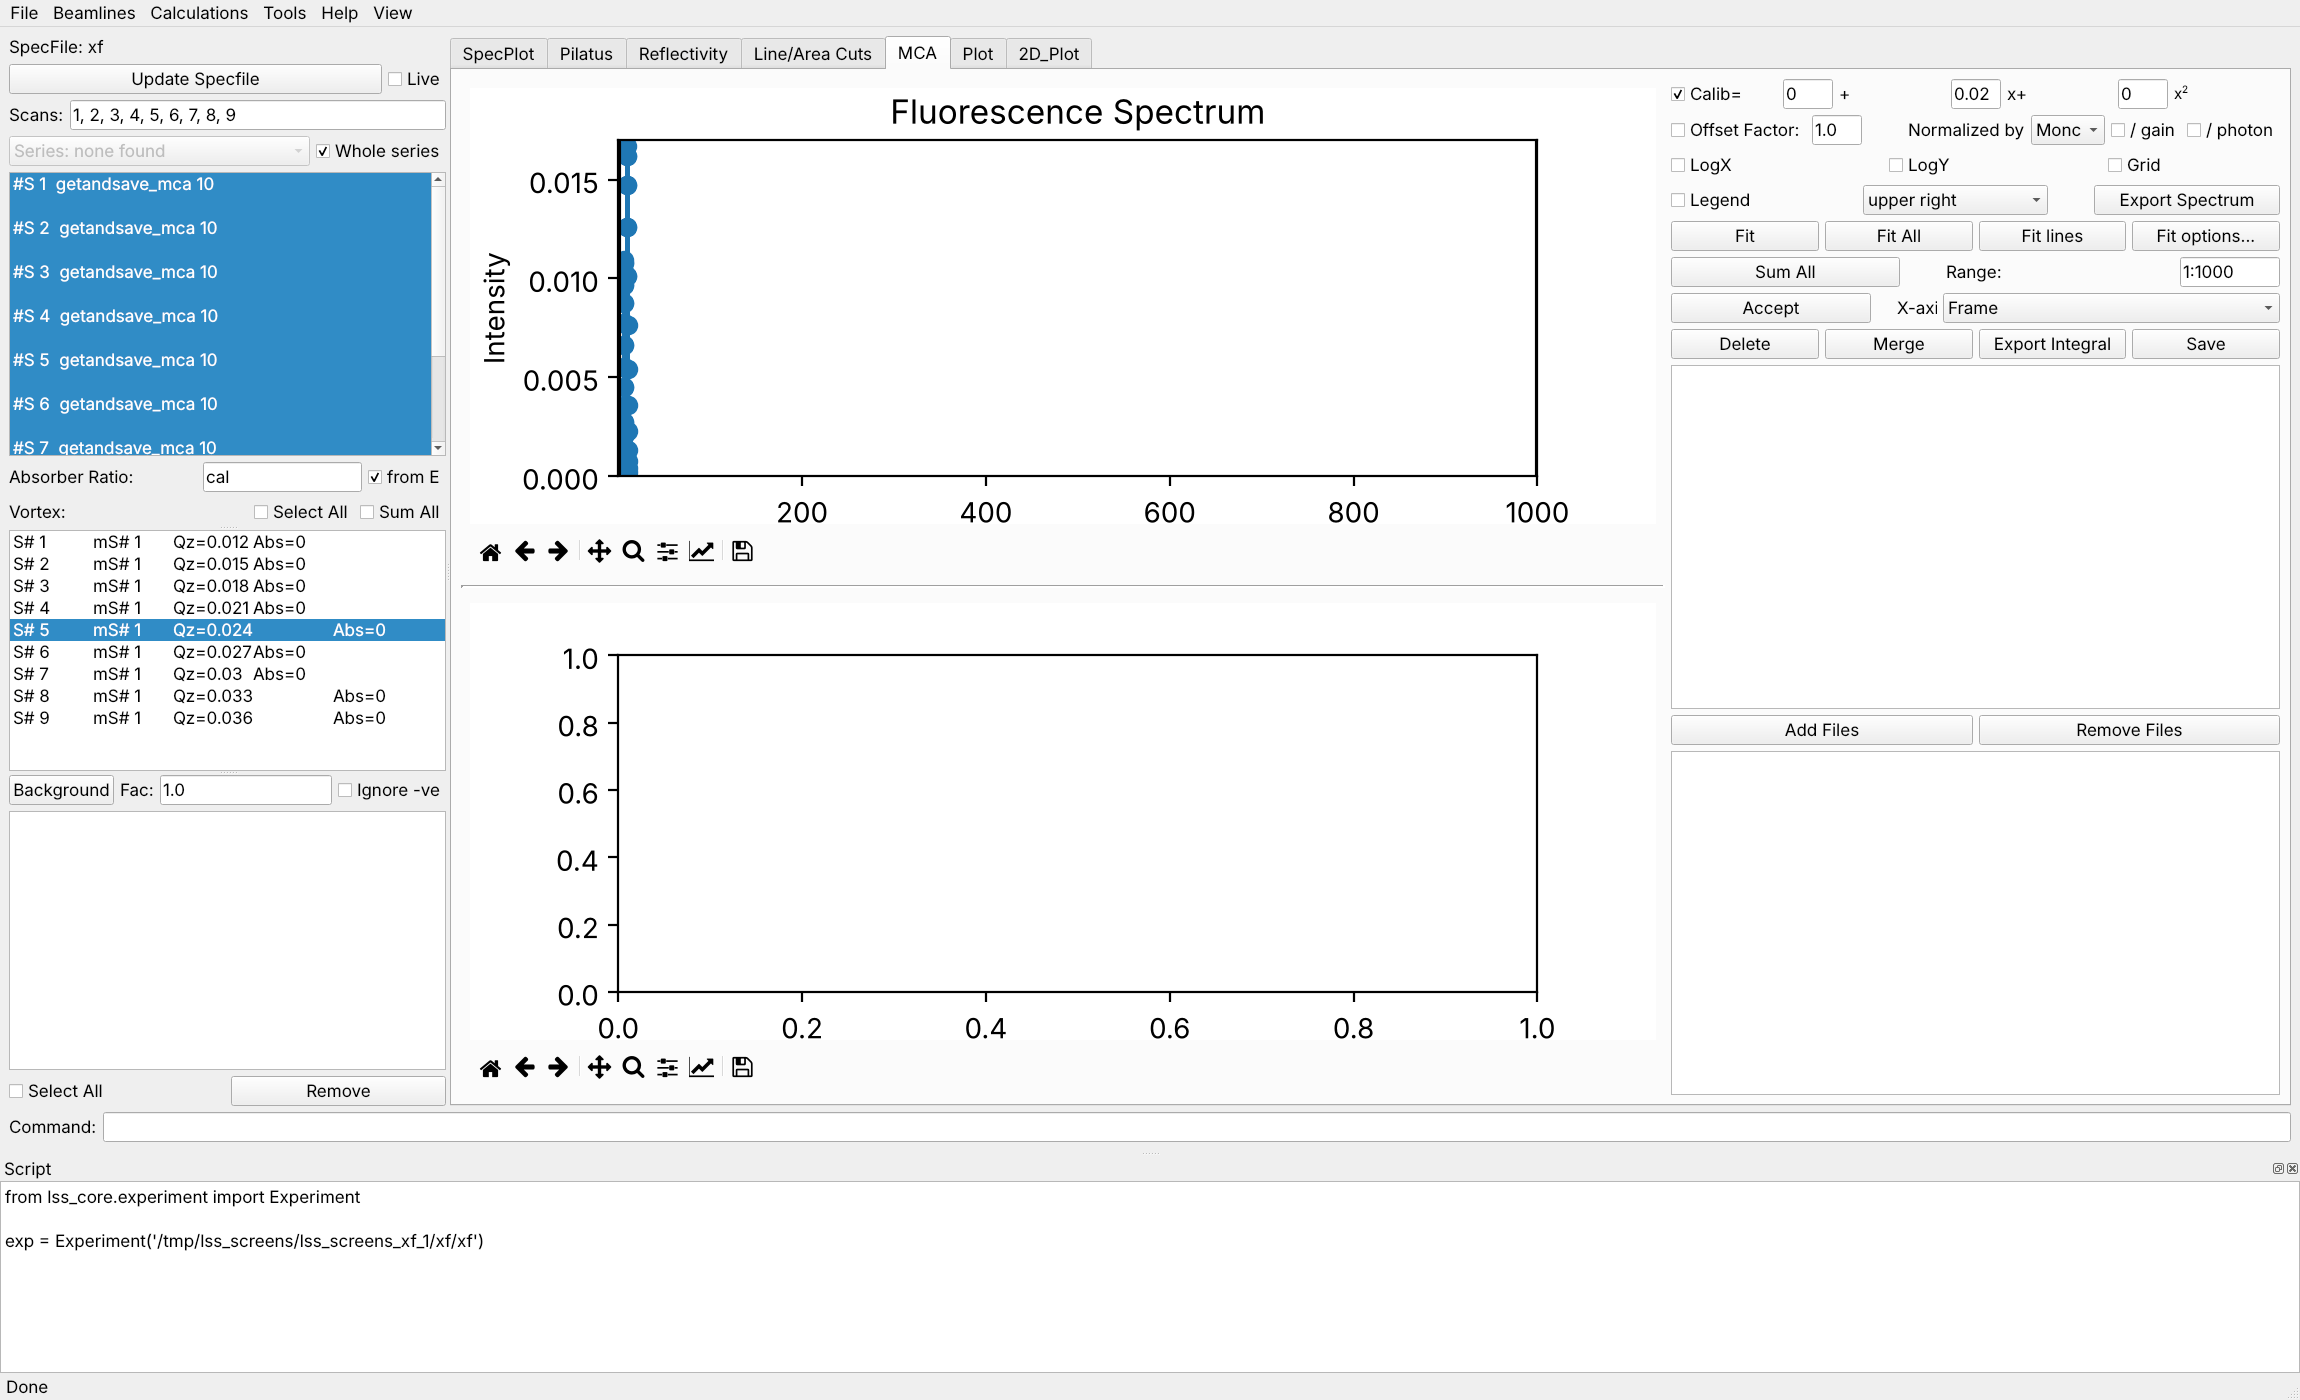 File Beamlines Calculations Tools Help View
SpecFile: xf
Update Specfile Live
Scans: 1, 2, 3, 4, 5, 6, 7, 8, 9
Series: none found Whole series
#S 1 getandsave_mca 10
#S 2 getandsave_mca 10
#S 3 getandsave_mca 10
#S 4 getandsave_mca 10
#S 5 getandsave_mca 10
#S 6 getandsave_mca 10
#S 7 getandsave_mca 10
Absorber Ratio: cal from E
Vortex: Select All Sum All
S# 1 mS# 1 Qz=0.012 Abs=0
S# 2 mS# 1 Qz=0.015 Abs=0
S# 3 mS# 1 Qz=0.018 Abs=0
S# 4 mS# 1 Qz=0.021 Abs=0
S# 5 mS# 1 Qz=0.024 Abs=0
S# 6 mS# 1 Qz=0.027 Abs=0
S# 7 mS# 1 Qz=0.03 Abs=0
S# 8 mS# 1 Qz=0.033 Abs=0
S# 9 mS# 1 Qz=0.036 Abs=0
Background Fac: 1.0 Ignore -ve
Select All Remove
SpecPlot Pilatus Reflectivity Line/Area Cuts MCA Plot 2D_Plot
Fluorescence Spectrum
Intensity
0.015
0.010
0.005
0.000
200 400 600 800 1000
1.0
0.8
0.6
0.4
0.2
0.0
0.0 0.2 0.4 0.6 0.8 1.0
Calib= 0 + 0.02 x+ 0 x²
Offset Factor: 1.0 Normalized by Monc / gain / photon
LogX LogY Grid
Legend upper right Export Spectrum
Fit Fit All Fit lines Fit options...
Sum All Range: 1:1000
Accept X-axi Frame
Delete Merge Export Integral Save
Add Files Remove Files
Command:
Script
from lss_core.experiment import Experiment
exp = Experiment('/tmp/lss_screens/lss_screens_xf_1/xf/xf')
Done